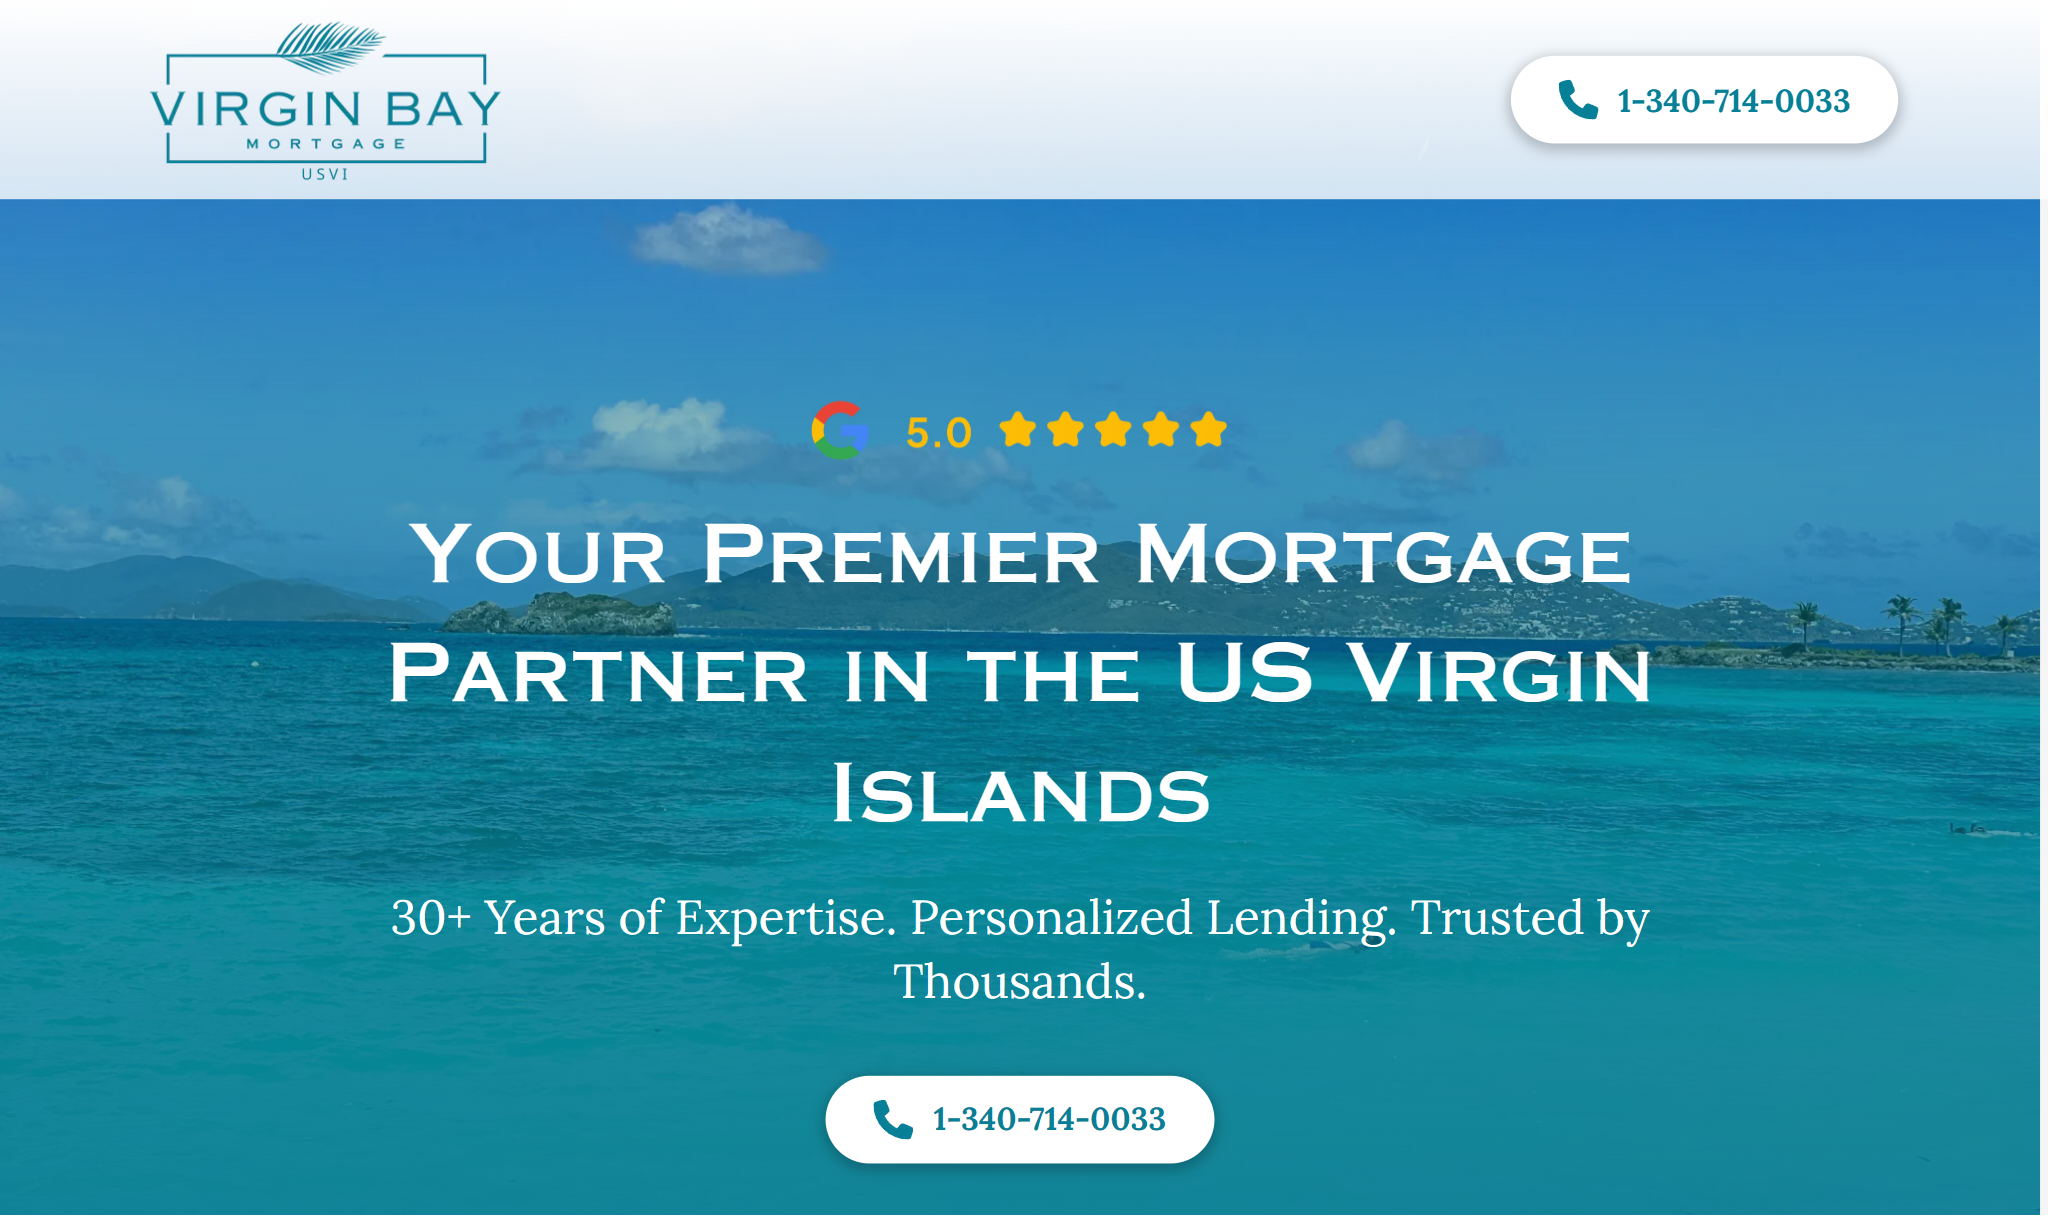 VIRGIN BAY
MORTGAGE
USVI
1-340-714-0033
5.0
Your Premier Mortgage
Partner in the US Virgin
Islands
30+ Years of Expertise. Personalized Lending. Trusted by
Thousands.
1-340-714-0033